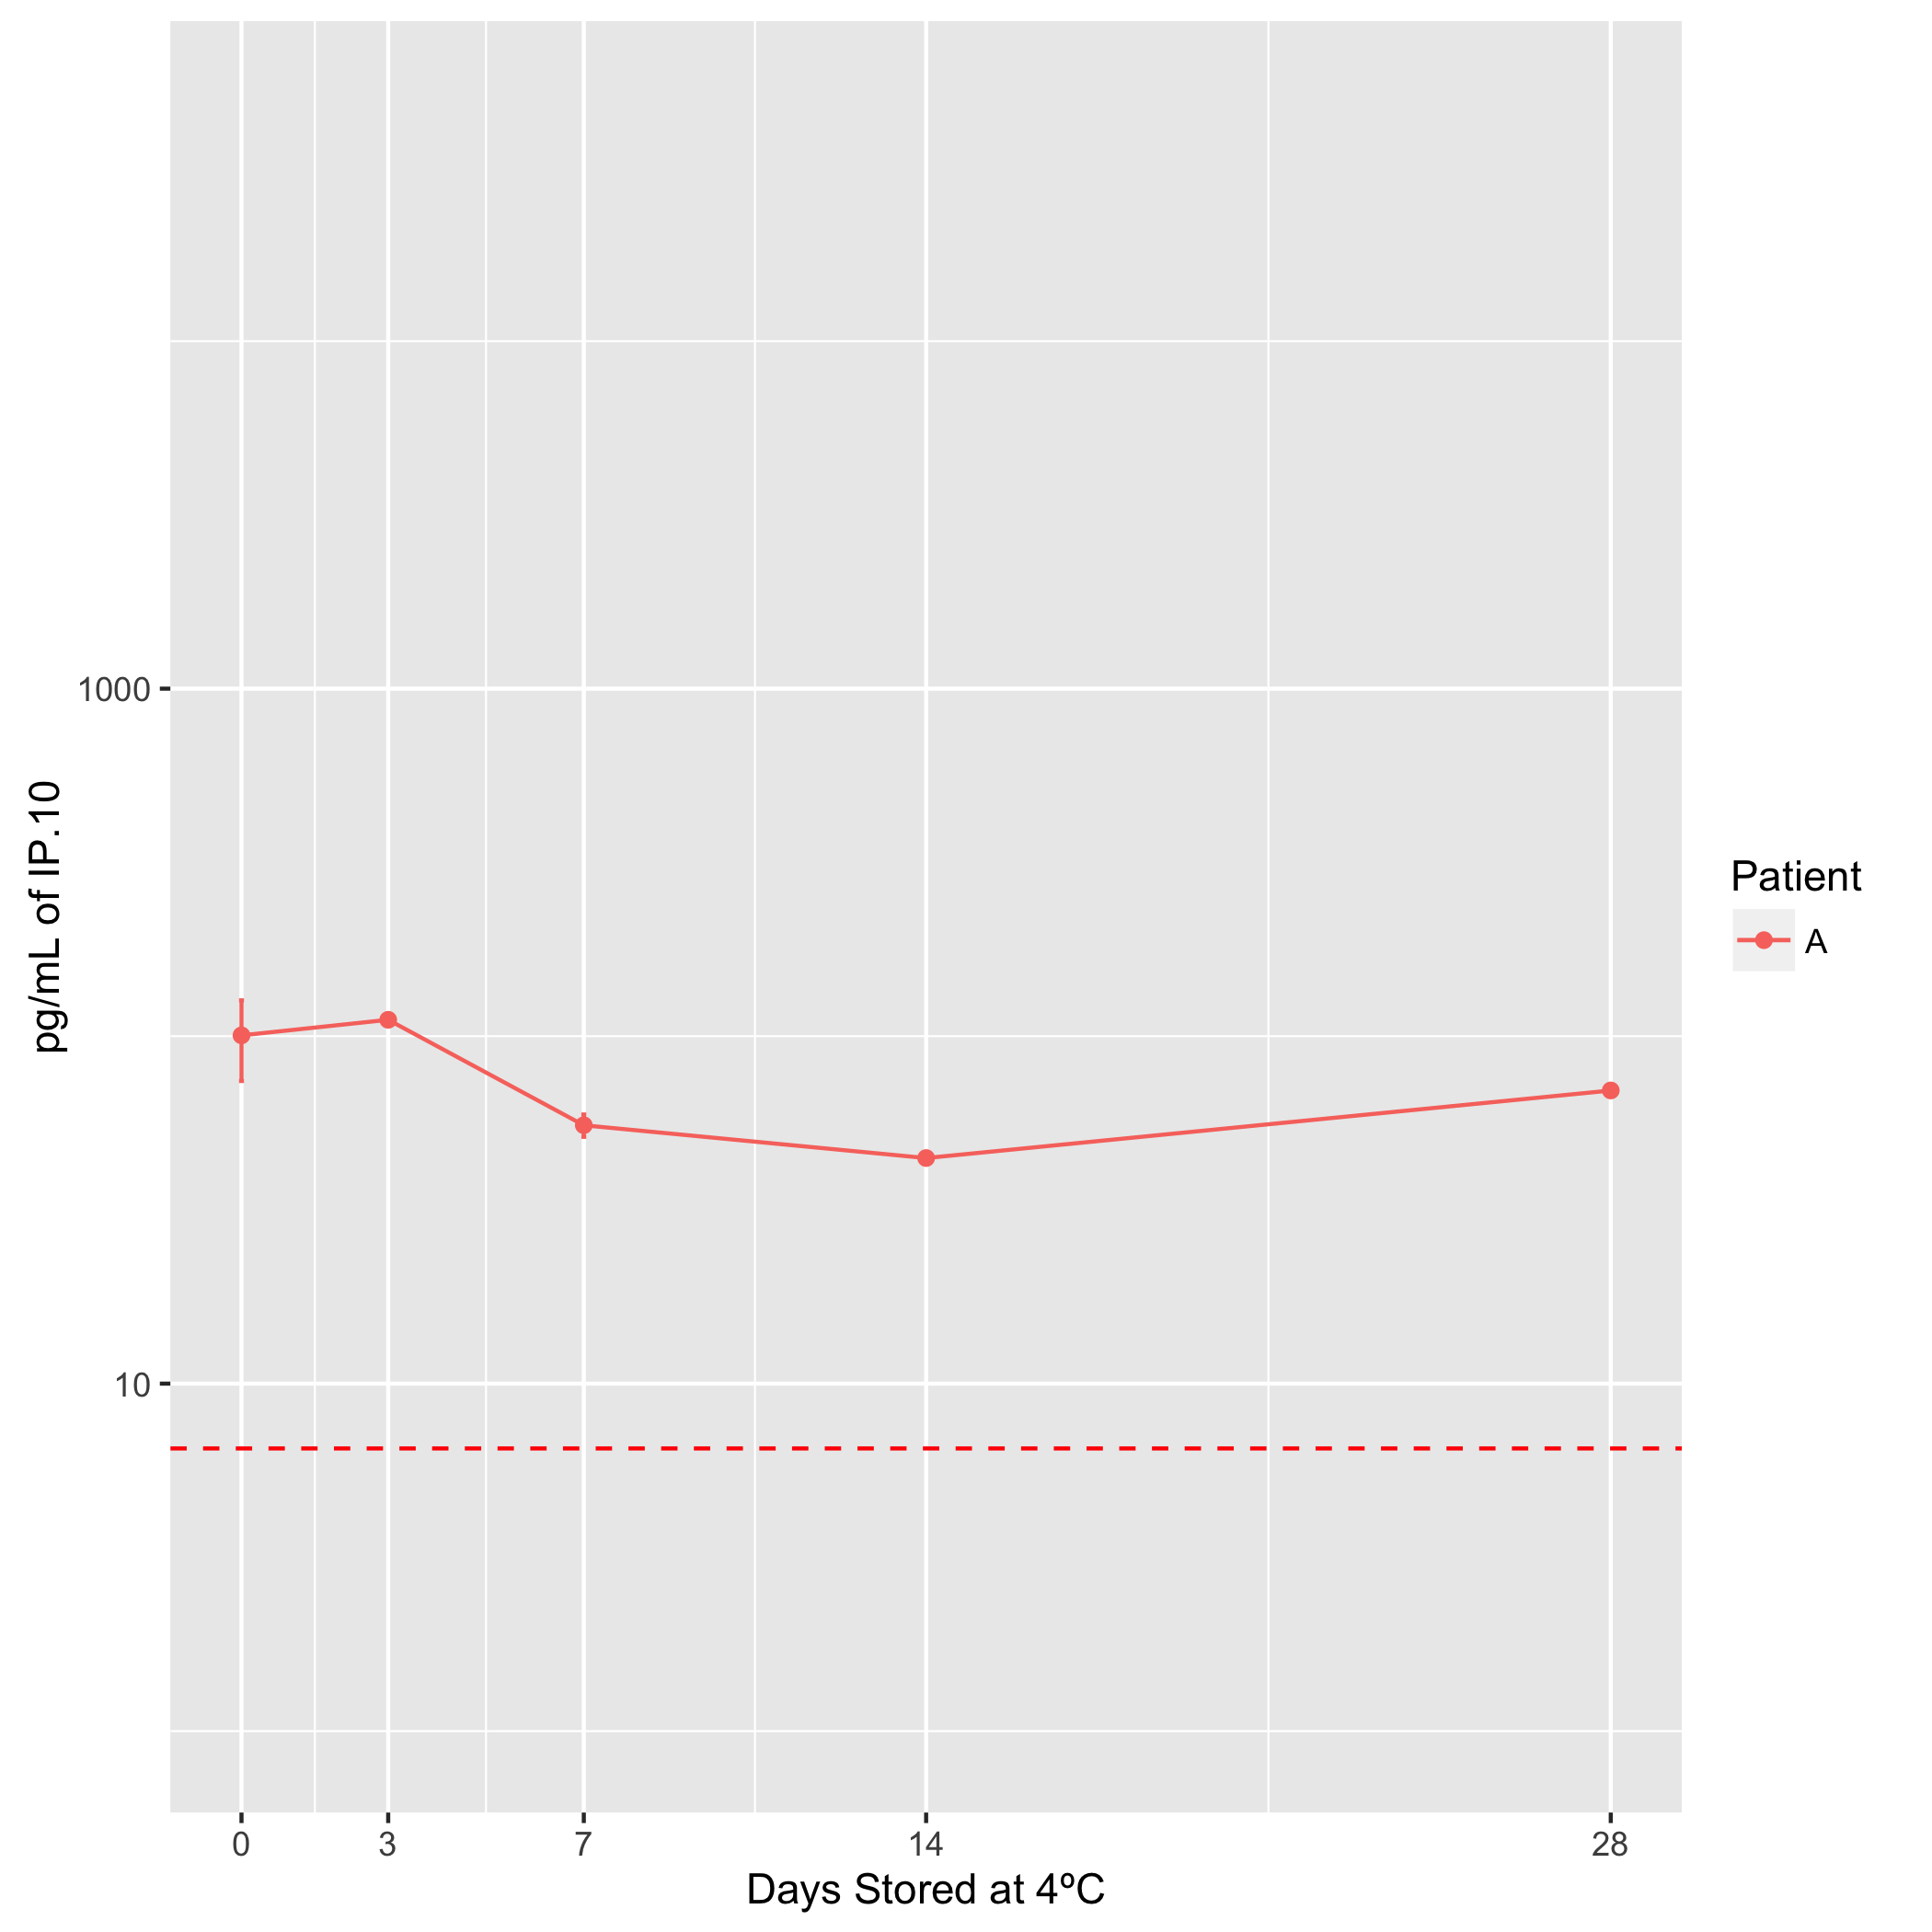 pg/mL of IP.10
1000
10
0 3 7 14 28
Days Stored at 4ºC
Patient
A